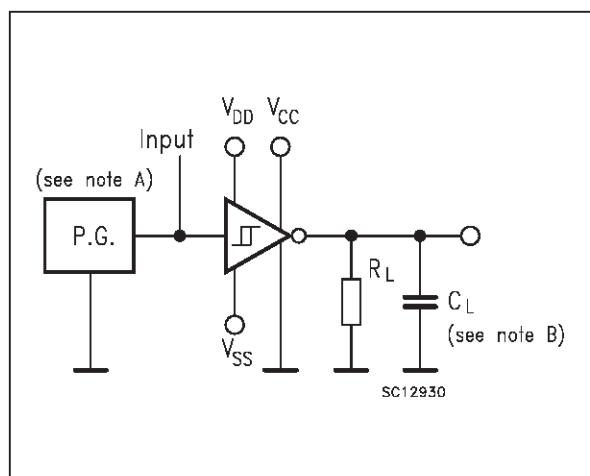 V_DD V_CC
Input
(see note A)
P.G.
R_L
C_L
(see note B)
V_SS
SC12930